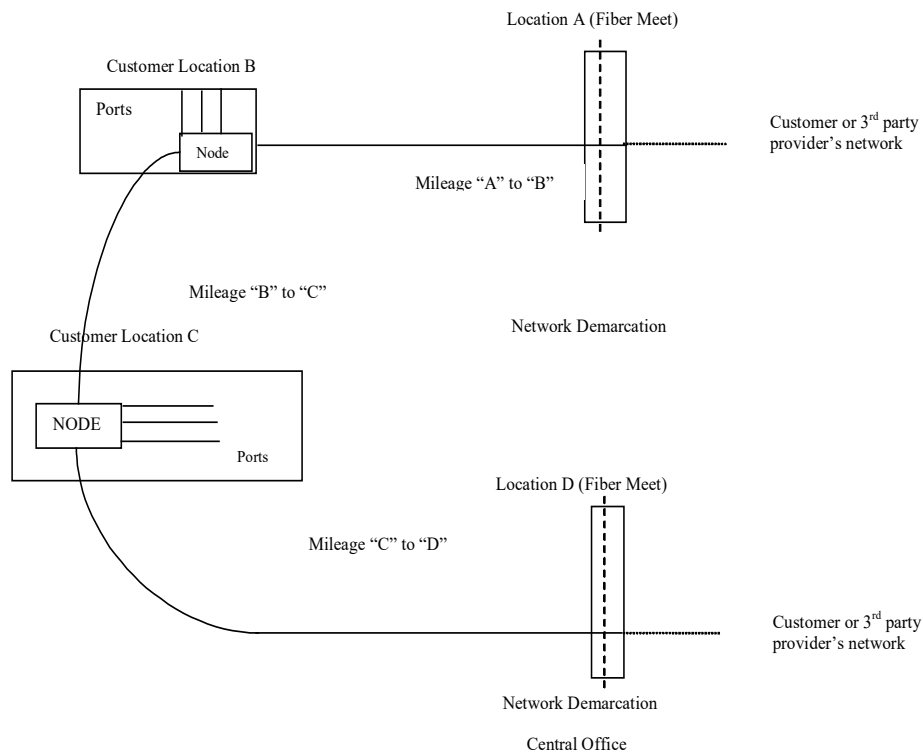 Location A (Fiber Meet)
Customer Location B
Ports
Node
Customer or 3rd party
provider’s network
Mileage “A” to “B”
Mileage “B” to “C”
Network Demarcation
Customer Location C
NODE
Ports
Location D (Fiber Meet)
Mileage “C” to “D”
Customer or 3rd party
provider’s network
Network Demarcation
Central Office